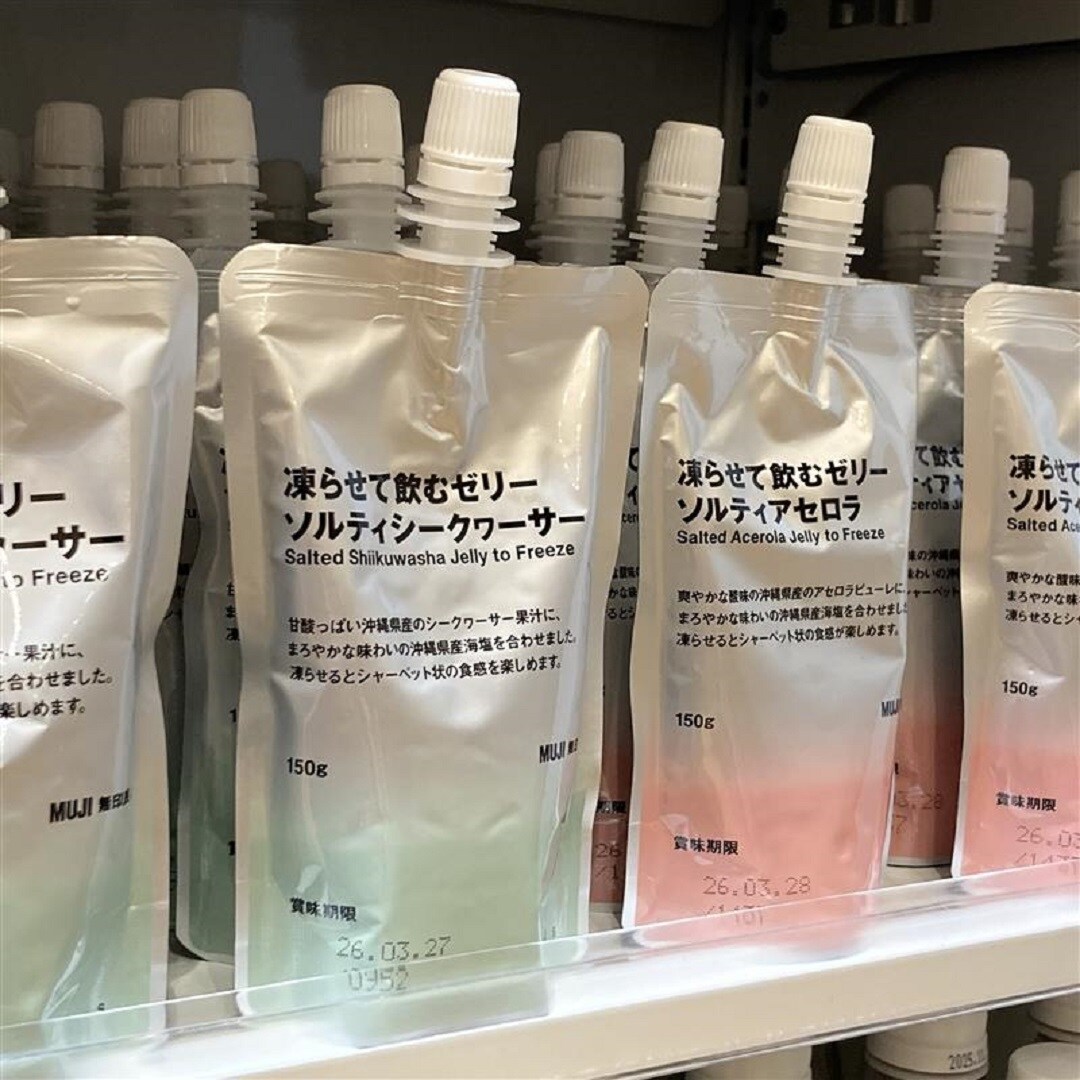 リー
ーサー
to Freeze
ー果汁に、
を合わせました。
楽しめます。
MUJI 無印
凍らせて飲むゼリー
ソルティシークヮーサー
Salted Shiikuwasha Jelly to Freeze
甘酸っぱい沖縄県産のシークヮーサー果汁に、
まろやかな味わいの沖縄県産海塩を合わせました。
凍らせるとシャーベット状の食感を楽しめます。
150g
MUJI 無
賞味期限
26.03.27
0952
凍らせて飲むゼリー
ソルティアセロラ
Salted Acerola Jelly to Freeze
爽やかな酸味の沖縄県産のアセロラピューレに、
まろやかな味わいの沖縄県産海塩を合わせました。
凍らせるとシャーベット状の食感が楽しめます。
150g
MUJI
賞味期限
26.03.28
凍らせて
ソルティ
Salted Ac
爽やかな酸味
まろやかな味
凍らせるとシャ
150g
賞味期限
26.03